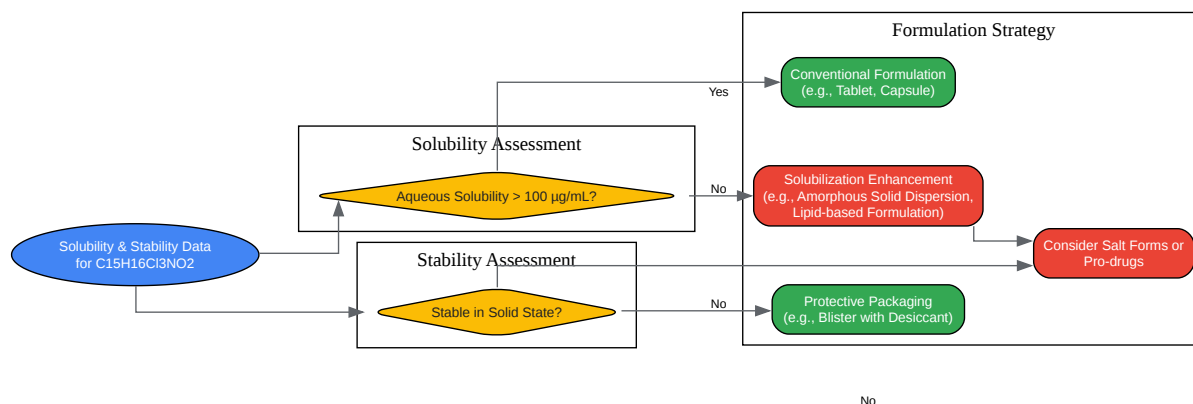 Formulation Strategy
Conventional Formulation
(e.g., Tablet, Capsule)
Yes
Solubility Assessment
Aqueous Solubility > 100 µg/mL?
No
Solubilization Enhancement
(e.g., Amorphous Solid Dispersion,
Lipid-based Formulation)
Solubility & Stability Data
for C15H16Cl3NO2
Consider Salt Forms or
Pro-drugs
Stability Assessment
Stable in Solid State?
No
Protective Packaging
(e.g., Blister with Desiccant)
No